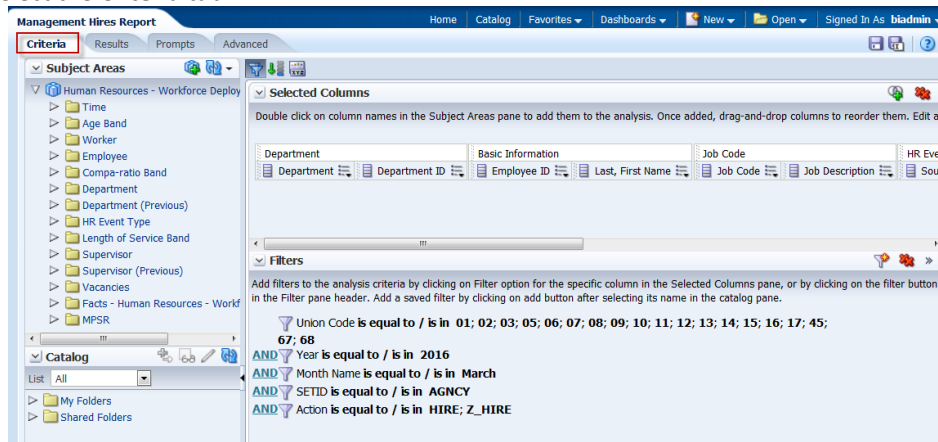 Management Hires Report
Home Catalog Favorites Dashboards New Open Signed In As biadmin
Criteria Results Prompts Advanced
Subject Areas
Human Resources - Workforce Deploy
Time
Age Band
Worker
Employee
Compa-ratio Band
Department
Department (Previous)
HR Event Type
Length of Service Band
Supervisor
Supervisor (Previous)
Vacancies
Facts - Human Resources - Workf
MPSR
Catalog
List All
My Folders
Shared Folders
Selected Columns
Double click on column names in the Subject Areas pane to add them to the analysis. Once added, drag-and-drop columns to reorder them. Edit a
Department Basic Information Job Code HR Eve
Department Department ID Employee ID Last, First Name Job Code Job Description Sou
Filters
Add filters to the analysis criteria by clicking on Filter option for the specific column in the Selected Columns pane, or by clicking on the filter button
in the Filter pane header. Add a saved filter by clicking on add button after selecting its name in the catalog pane.
Union Code is equal to / is in 01; 02; 03; 05; 06; 07; 08; 09; 10; 11; 12; 13; 14; 15; 16; 17; 45;
67; 68
AND Year is equal to / is in 2016
AND Month Name is equal to / is in March
AND SETID is equal to / is in AGNCY
AND Action is equal to / is in HIRE; Z_HIRE